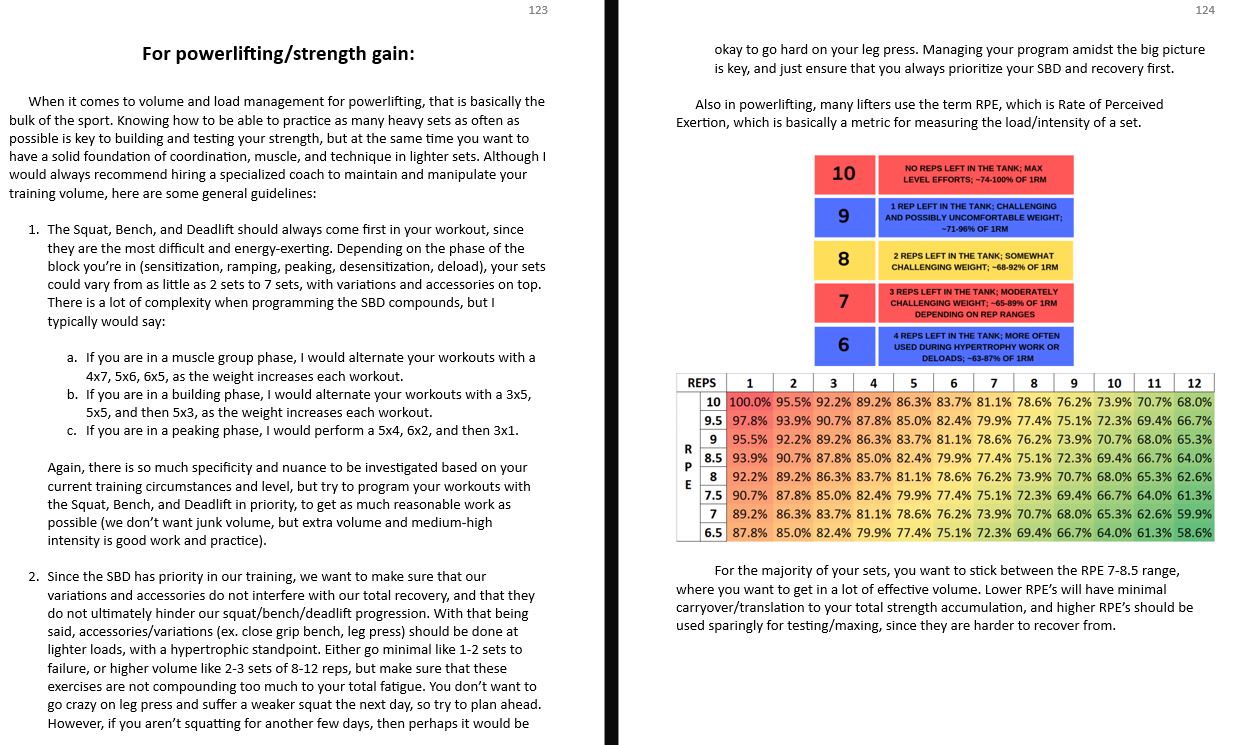 123
For powerlifting/strength gain:
When it comes to volume and load management for powerlifting, that is basically the
bulk of the sport. Knowing how to be able to practice as many heavy sets as often as
possible is key to building and testing your strength, but at the same time you want to
have a solid foundation of coordination, muscle, and technique in lighter sets. Although I
would always recommend hiring a specialized coach to maintain and manipulate your
training volume, here are some general guidelines:
1. The Squat, Bench, and Deadlift should always come first in your workout, since
they are the most difficult and energy-exerting. Depending on the phase of the
block you're in (sensitization, ramping, peaking, desensitization, deload), your sets
could vary from as little as 2 sets to 7 sets, with variations and accessories on top.
There is a lot of complexity when programming the SBD compounds, but I
typically would say:
a. If you are in a muscle group phase, I would alternate your workouts with a
4x7, 5x6, 6x5, as the weight increases each workout.
b. If you are in a building phase, I would alternate your workouts with a 3x5,
5x5, and then 5x3, as the weight increases each workout.
c. If you are in a peaking phase, I would perform a 5x4, 6x2, and then 3x1.
Again, there is so much specificity and nuance to be investigated based on your
current training circumstances and level, but try to program your workouts with
the Squat, Bench, and Deadlift in priority, to get as much reasonable work as
possible (we don't want junk volume, but extra volume and medium-high
intensity is good work and practice).
2. Since the SBD has priority in our training, we want to make sure that our
variations and accessories do not interfere with our total recovery, and that they
do not ultimately hinder our squat/bench/deadlift progression. With that being
said, accessories/variations (ex. close grip bench, leg press) should be done at
lighter loads, with a hypertrophic standpoint. Either go minimal like 1-2 sets to
failure, or higher volume like 2-3 sets of 8-12 reps, but make sure that these
exercises are not compounding too much to your total fatigue. You don't want to
go crazy on leg press and suffer a weaker squat the next day, so try to plan ahead.
However, if you aren't squatting for another few days, then perhaps it would be
124
okay to go hard on your leg press. Managing your program amidst the big picture
is key, and just ensure that you always prioritize your SBD and recovery first.
Also in powerlifting, many lifters use the term RPE, which is Rate of Perceived
Exertion, which is basically a metric for measuring the load/intensity of a set.
10 NO REPS LEFT IN THE TANK; MAX
LEVEL EFFORTS; ~74-100% OF 1RM
9 1 REP LEFT IN THE TANK; CHALLENGING
AND POSSIBLY UNCOMFORTABLE WEIGHT;
~71-96% OF 1RM
8 2 REPS LEFT IN THE TANK; SOMEWHAT
CHALLENGING WEIGHT; ~68-92% OF 1RM
7 3 REPS LEFT IN THE TANK; MODERATELY
CHALLENGING WEIGHT; ~65-89% OF 1RM
DEPENDING ON REP RANGES
6 4 REPS LEFT IN THE TANK; MORE OFTEN
USED DURING HYPERTROPHY WORK OR
DELOADS; ~63-87% OF 1RM
REPS 1 2 3 4 5 6 7 8 9 10 11 12
RPE
10 100.0% 95.5% 92.2% 89.2% 86.3% 83.7% 81.1% 78.6% 76.2% 73.9% 70.7% 68.0%
9.5 97.8% 93.9% 90.7% 87.8% 85.0% 82.4% 79.9% 77.4% 75.1% 72.3% 69.4% 66.7%
9 95.5% 92.2% 89.2% 86.3% 83.7% 81.1% 78.6% 76.2% 73.9% 70.7% 68.0% 65.3%
8.5 93.9% 90.7% 87.8% 85.0% 82.4% 79.9% 77.4% 75.1% 72.3% 69.4% 66.7% 64.0%
8 92.2% 89.2% 86.3% 83.7% 81.1% 78.6% 76.2% 73.9% 70.7% 68.0% 65.3% 62.6%
7.5 90.7% 87.8% 85.0% 82.4% 79.9% 77.4% 75.1% 72.3% 69.4% 66.7% 64.0% 61.3%
7 89.2% 86.3% 83.7% 81.1% 78.6% 76.2% 73.9% 70.7% 68.0% 65.3% 62.6% 59.9%
6.5 87.8% 85.0% 82.4% 79.9% 77.4% 75.1% 72.3% 69.4% 66.7% 64.0% 61.3% 58.6%
For the majority of your sets, you want to stick between the RPE 7-8.5 range,
where you want to get in a lot of effective volume. Lower RPE's will have minimal
carryover/translation to your total strength accumulation, and higher RPE's should be
used sparingly for testing/maxing, since they are harder to recover from.